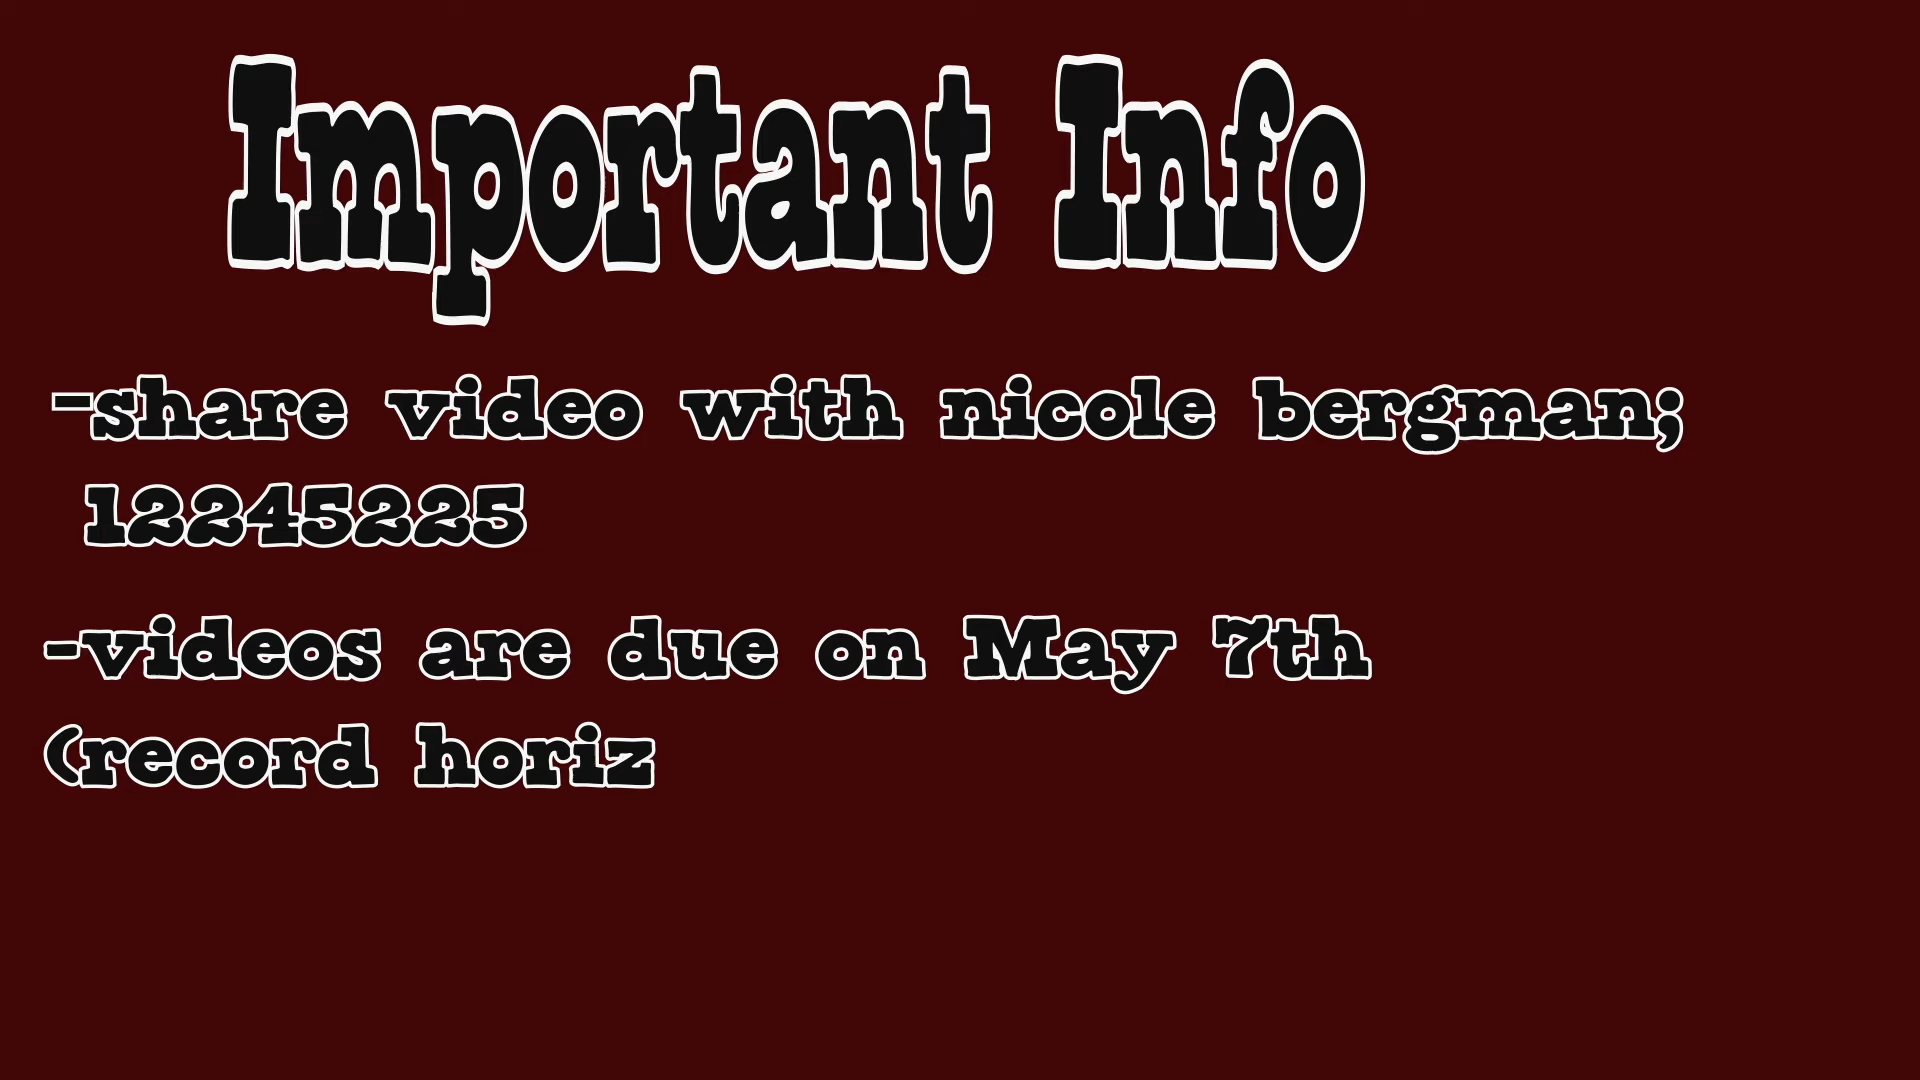 Important Info
-share video with nicole bergman;
12245225
-videos are due on May 7th
(record horiz